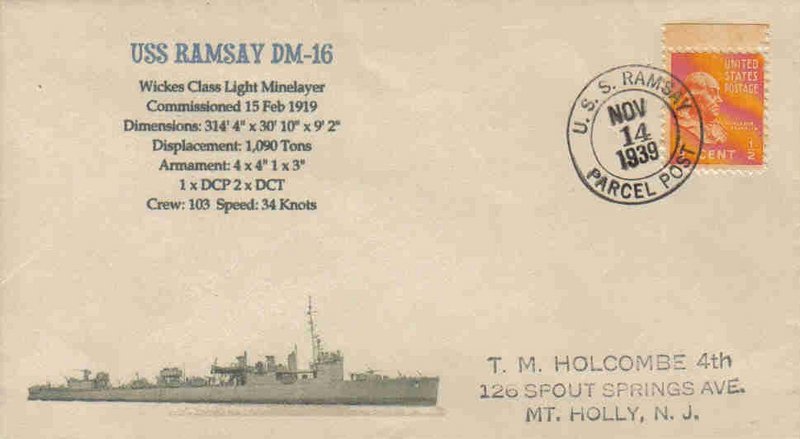 USS RAMSAY DM-16
Wickes Class Light Minelayer
Commissioned 15 Feb 1919
Dimensions: 314' 4" x 30' 10" x 9' 2"
Displacement: 1,090 Tons
Armament: 4 x 4" 1 x 3"
1 x DCP 2 x DCT
Crew: 103 Speed: 34 Knots
U. S. S. RAMSAY
NOV
14
1939
PARCEL POST
UNITED
STATES
POSTAGE
FRANKLIN
CENT 1/2
T. M. HOLCOMBE 4th
126 SPOUT SPRINGS AVE.
MT. HOLLY, N. J.